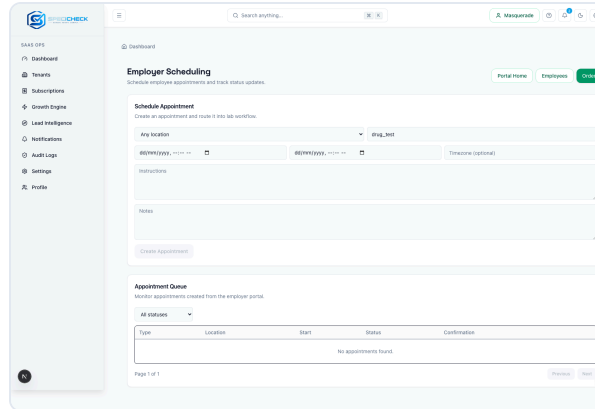 SPEEDCHECK
Search anything...
⌘ K
Masquerade
SAAS OPS
Dashboard
Tenants
Subscriptions
Growth Engine
Lead Intelligence
Notifications
Audit Logs
Settings
Profile
N
Dashboard
Employer Scheduling
Schedule employee appointments and track status updates.
Portal Home
Employees
Order
Schedule Appointment
Create an appointment and route it into lab workflow.
Any location
drug_test
dd/mm/yyyy, --:-- --
dd/mm/yyyy, --:-- --
Timezone (optional)
Instructions
Notes
Create Appointment
Appointment Queue
Monitor appointments created from the employer portal.
All statuses
Type Location Start Status Confirmation
No appointments found.
Page 1 of 1
Previous
Next